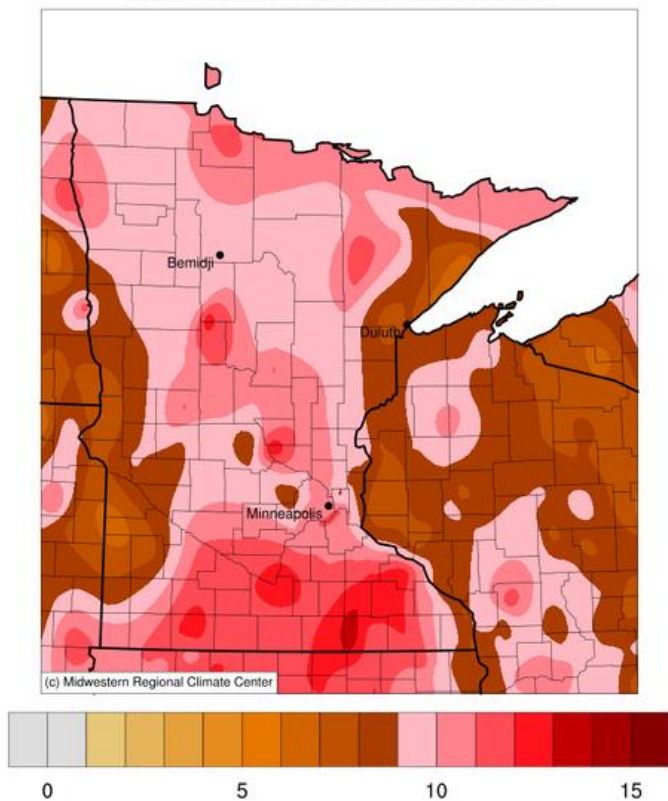 Bemidji
Duluth
Minneapolis
(c) Midwestern Regional Climate Center
0 5 10 15